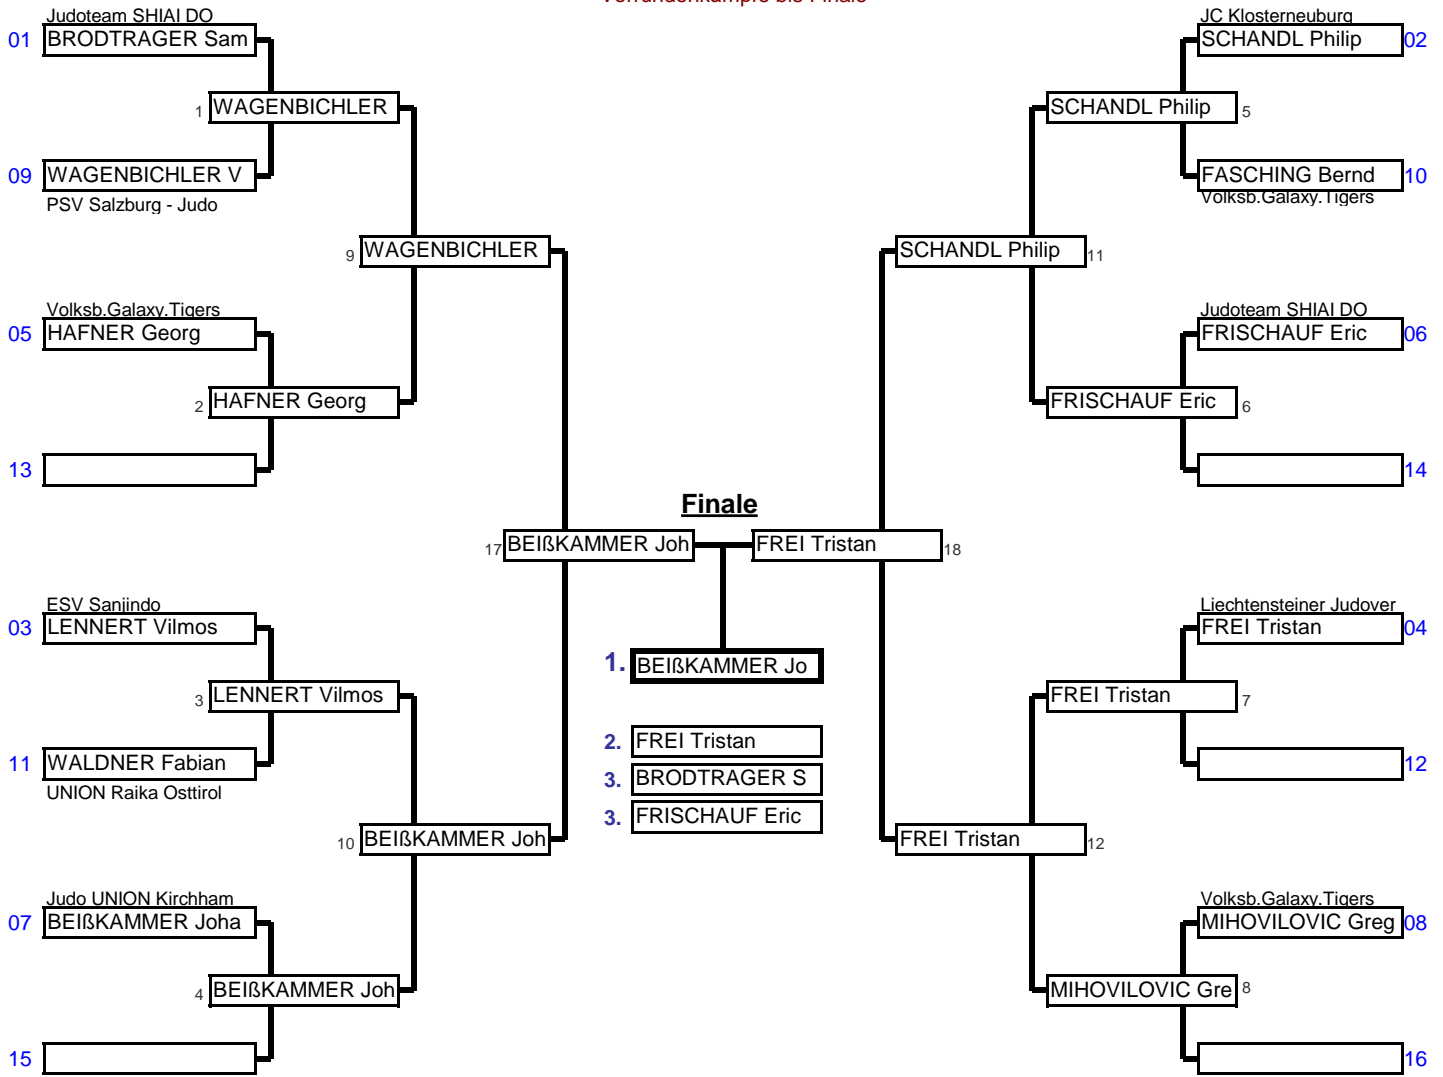 Vorrundenkämpfe bis Finale
Judoteam SHIAI DO
01 BRODTRAGER Sam
1 WAGENBICHLER
09 WAGENBICHLER V
PSV Salzburg - Judo
9 WAGENBICHLER
Volksb.Galaxy.Tigers
05 HAFNER Georg
2 HAFNER Georg
13
17 BEIßKAMMER Joh
ESV Sanjindo
03 LENNERT Vilmos
3 LENNERT Vilmos
11 WALDNER Fabian
UNION Raika Osttirol
10 BEIßKAMMER Joh
Judo UNION Kirchham
07 BEIßKAMMER Joha
4 BEIßKAMMER Joh
15
Finale
1. BEIßKAMMER Jo
2. FREI Tristan
3. BRODTRAGER S
3. FRISCHAUF Eric
JC Klosterneuburg
SCHANDL Philip 02
SCHANDL Philip 5
FASCHING Bernd 10
Volksb.Galaxy.Tigers
SCHANDL Philip 11
Judoteam SHIAI DO
FRISCHAUF Eric 06
FRISCHAUF Eric 6
14
FREI Tristan 18
Liechtensteiner Judover
FREI Tristan 04
FREI Tristan 7
12
FREI Tristan 12
Volksb.Galaxy.Tigers
MIHOVILOVIC Greg 08
MIHOVILOVIC Gre 8
16